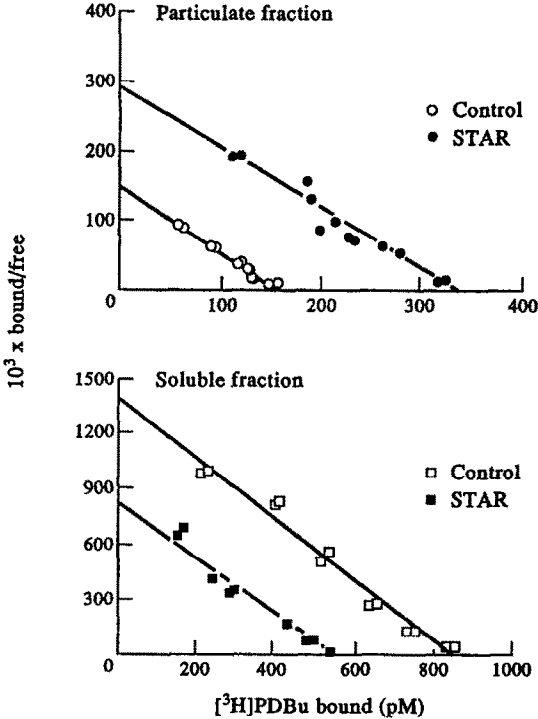 400
Particulate fraction
300
Control
STAR
200
100
0
100
200
300
400
10³ x bound/free
1500
Soluble fraction
1200
Control
STAR
900
600
300
0
200
400
600
800
1000
[³H]PDBu bound (pM)